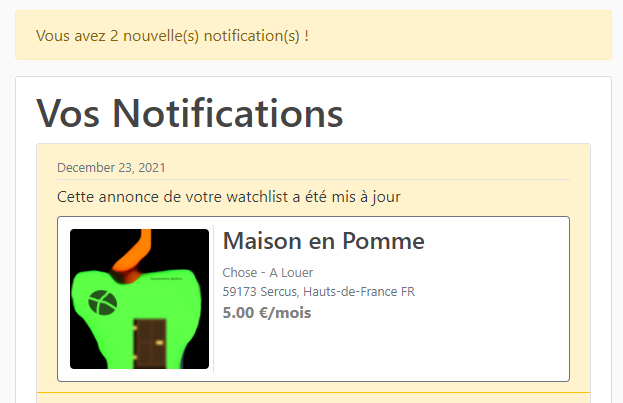 Vous avez 2 nouvelle(s) notification(s) !
Vos Notifications
December 23, 2021
Cette annonce de votre watchlist a été mis à jour
Maison en Pomme
Chose - A Louer
59173 Sercus, Hauts-de-France FR
5.00 €/mois